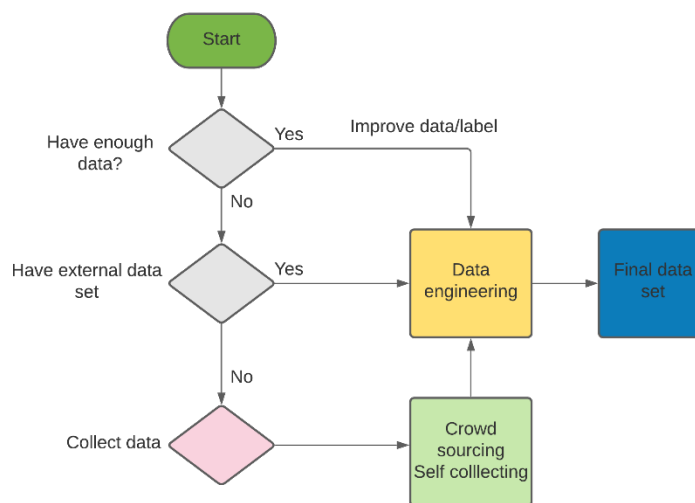 Start
Have enough
data?
Yes
Improve data/label
No
Have external data
set
Yes
Data
engineering
Final data
set
No
Collect data
Crowd
sourcing
Self colllecting